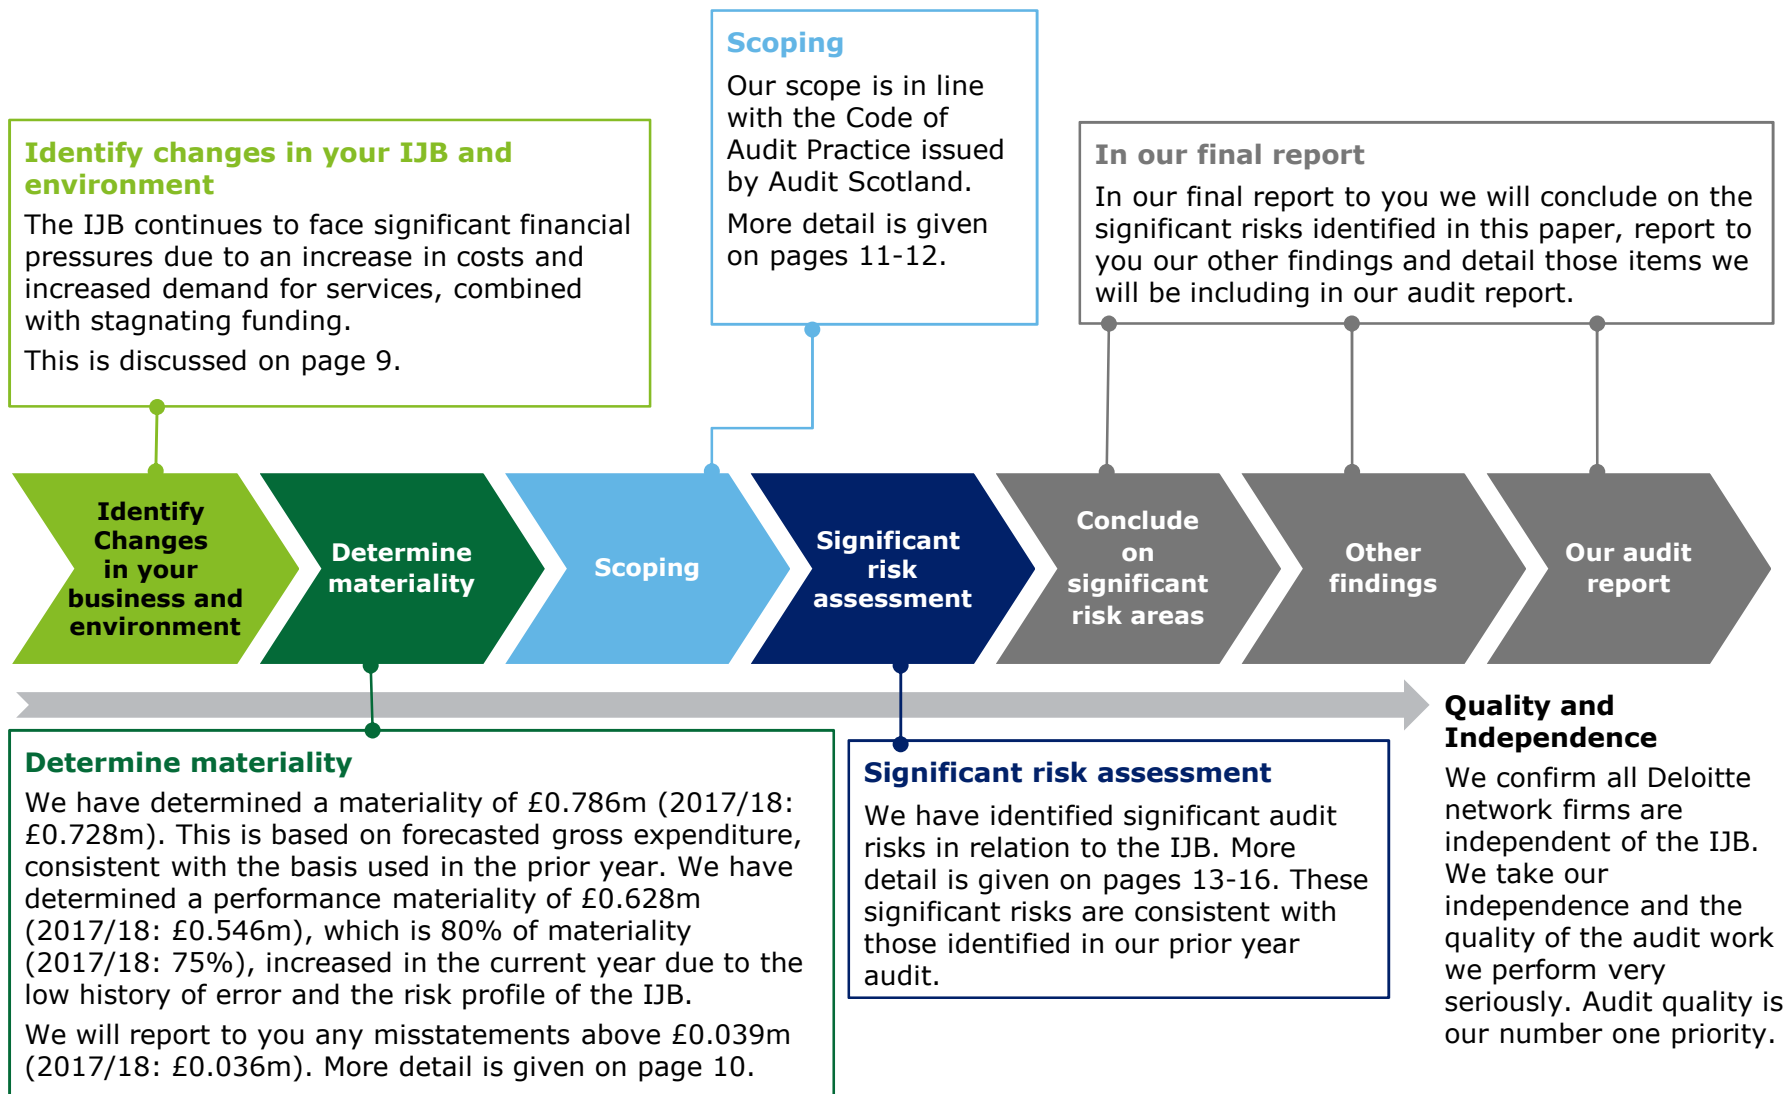 Scoping
Our scope is in line
with the Code of
Audit Practice issued
by Audit Scotland.
More detail is given
on pages 11-12.
Identify changes in your IJB and
environment
The IJB continues to face significant financial
pressures due to an increase in costs and
increased demand for services, combined
with stagnating funding.
This is discussed on page 9.
In our final report
In our final report to you we will conclude on the
significant risks identified in this paper, report to
you our other findings and detail those items we
will be including in our audit report.
Identify
Changes
in your
business and
environment
Determine
materiality
Scoping
Significant
risk
assessment
Conclude
on
significant
risk areas
Other
findings
Our audit
report
Determine materiality
We have determined a materiality of £0.786m (2017/18:
£0.728m). This is based on forecasted gross expenditure,
consistent with the basis used in the prior year. We have
determined a performance materiality of £0.628m
(2017/18: £0.546m), which is 80% of materiality
(2017/18: 75%), increased in the current year due to the
low history of error and the risk profile of the IJB.
We will report to you any misstatements above £0.039m
(2017/18: £0.036m). More detail is given on page 10.
Significant risk assessment
We have identified significant audit
risks in relation to the IJB. More
detail is given on pages 13-16. These
significant risks are consistent with
those identified in our prior year
audit.
Quality and
Independence
We confirm all Deloitte
network firms are
independent of the IJB.
We take our
independence and the
quality of the audit work
we perform very
seriously. Audit quality is
our number one priority.